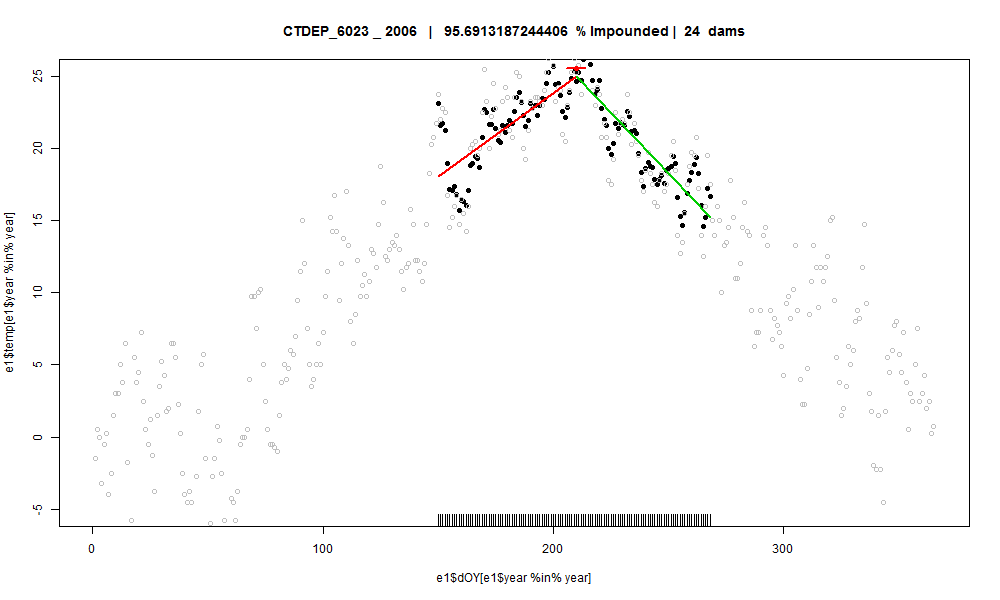 CTDEP_6023 _ 2006 | 95.6913187244406 % Impounded | 24 dams
e1$temp[e1$year %in% year]
25
20
15
10
5
0
-5
0 100 200 300
e1$dOY[e1$year %in% year]